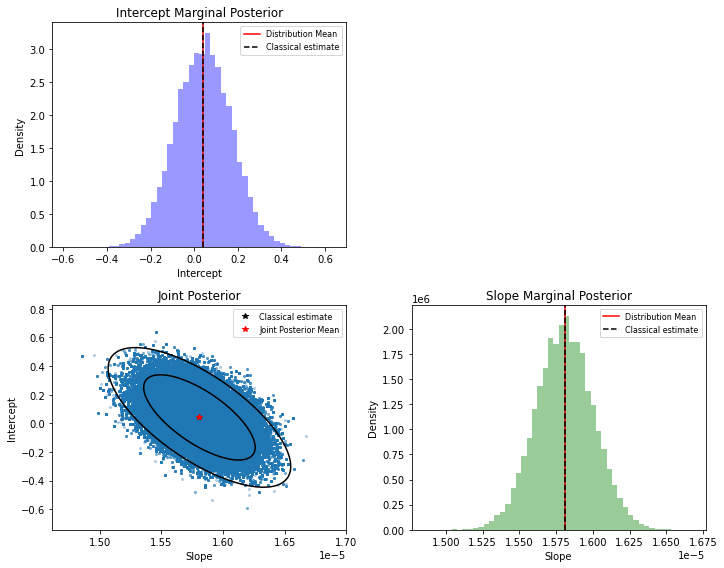 Intercept Marginal Posterior
Distribution Mean
Classical estimate
Density
3.0
2.5
2.0
1.5
1.0
0.5
0.0
−0.6 −0.4 −0.2 0.0 0.2 0.4 0.6
Intercept
Joint Posterior
Classical estimate
Joint Posterior Mean
Intercept
0.8
0.6
0.4
0.2
0.0
−0.2
−0.4
−0.6
1.50 1.55 1.60 1.65 1.70
Slope
1e−5
1e6
Slope Marginal Posterior
Distribution Mean
Classical estimate
Density
2.00
1.75
1.50
1.25
1.00
0.75
0.50
0.25
0.00
1.500 1.525 1.550 1.575 1.600 1.625 1.650 1.675
Slope
1e−5